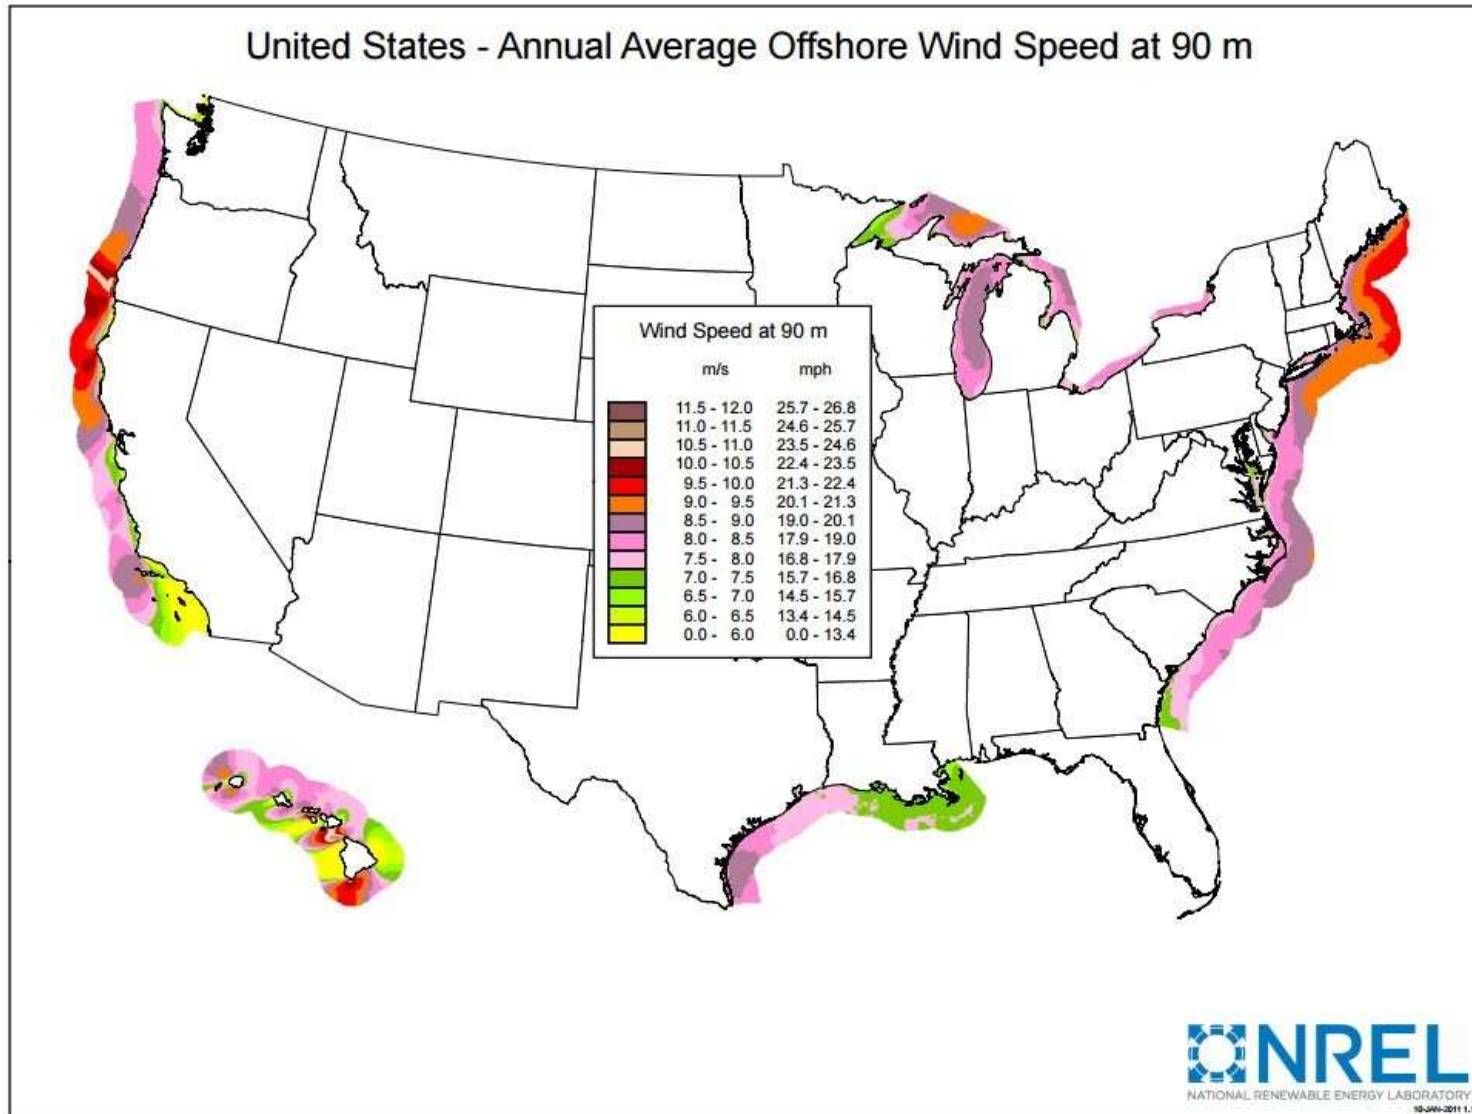 United States - Annual Average Offshore Wind Speed at 90 m
Wind Speed at 90 m
m/s mph
11.5 - 12.0 25.7 - 26.8
11.0 - 11.5 24.6 - 25.7
10.5 - 11.0 23.5 - 24.6
10.0 - 10.5 22.4 - 23.5
9.5 - 10.0 21.3 - 22.4
9.0 - 9.5 20.1 - 21.3
8.5 - 9.0 19.0 - 20.1
8.0 - 8.5 17.9 - 19.0
7.5 - 8.0 16.8 - 17.9
7.0 - 7.5 15.7 - 16.8
6.5 - 7.0 14.5 - 15.7
6.0 - 6.5 13.4 - 14.5
0.0 - 6.0 0.0 - 13.4
NREL
NATIONAL RENEWABLE ENERGY LABORATORY
10-JAN-2011